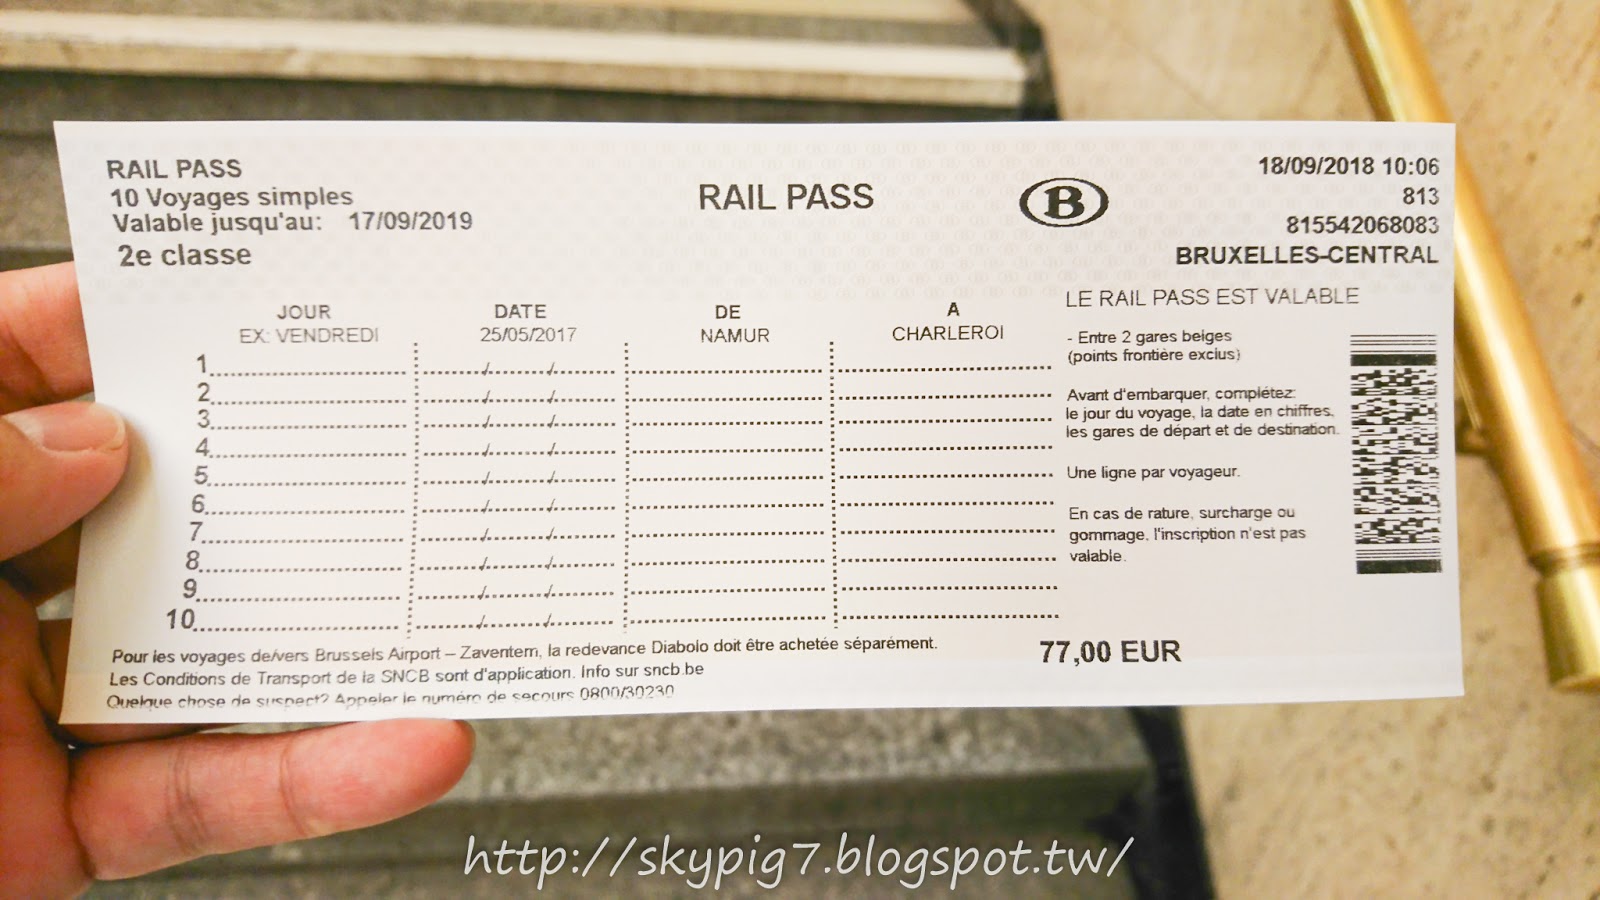 RAIL PASS
10 Voyages simples
Valable jusqu'au: 17/09/2019
2e classe
RAIL PASS
B
18/09/2018 10:06
813
815542068083
BRUXELLES-CENTRAL
JOUR DATE DE A
EX: VENDREDI 25/05/2017 NAMUR CHARLEROI
1 / /
2 / /
3 / /
4 / /
5 / /
6 / /
7 / /
8 / /
9 / /
10 / /
LE RAIL PASS EST VALABLE
- Entre 2 gares belges
(points frontière exclus)
Avant d'embarquer, complétez:
le jour du voyage, la date en chiffres,
les gares de départ et de destination.
Une ligne par voyageur.
En cas de rature, surcharge ou
gommage, l'inscription n'est pas
valable.
Pour les voyages de/vers Brussels Airport – Zaventem, la redevance Diabolo doit être achetée séparément.
Les Conditions de Transport de la SNCB sont d'application. Info sur sncb.be
Quelque chose de suspect? Appeler le numéro de secours 0800/30230
77,00 EUR
http://skypig7.blogspot.tw/